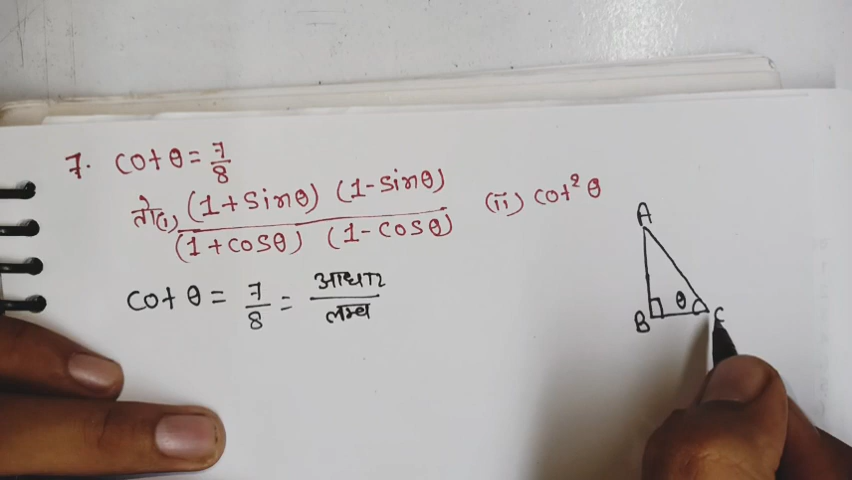 7. cot θ = 7/8
तो (i) (1+sinθ) (1-sinθ) / (1+cosθ) (1-cosθ) (ii) cot² θ
cot θ = 7/8 = आधार/लम्ब
A
B θ C